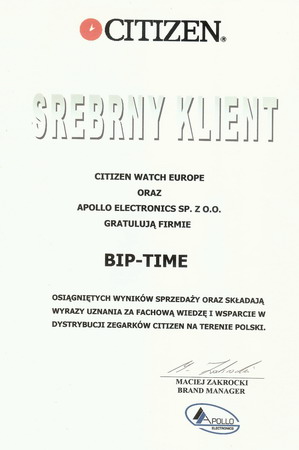 CITIZEN®
SREBRNY KLIENT
CITIZEN WATCH EUROPE
ORAZ
APOLLO ELECTRONICS SP. Z O.O.
GRATULUJĄ FIRMIE
BIP-TIME
OSIĄGNIĘTYCH WYNIKÓW SPRZEDAŻY ORAZ SKŁADAJĄ
WYRAZY UZNANIA ZA FACHOWĄ WIEDZĘ I WSPARCIE W
DYSTRYBUCJI ZEGARKÓW CITIZEN NA TERENIE POLSKI.
MACIEJ ZAKROCKI
BRAND MANAGER
APOLLO
ELECTRONICS